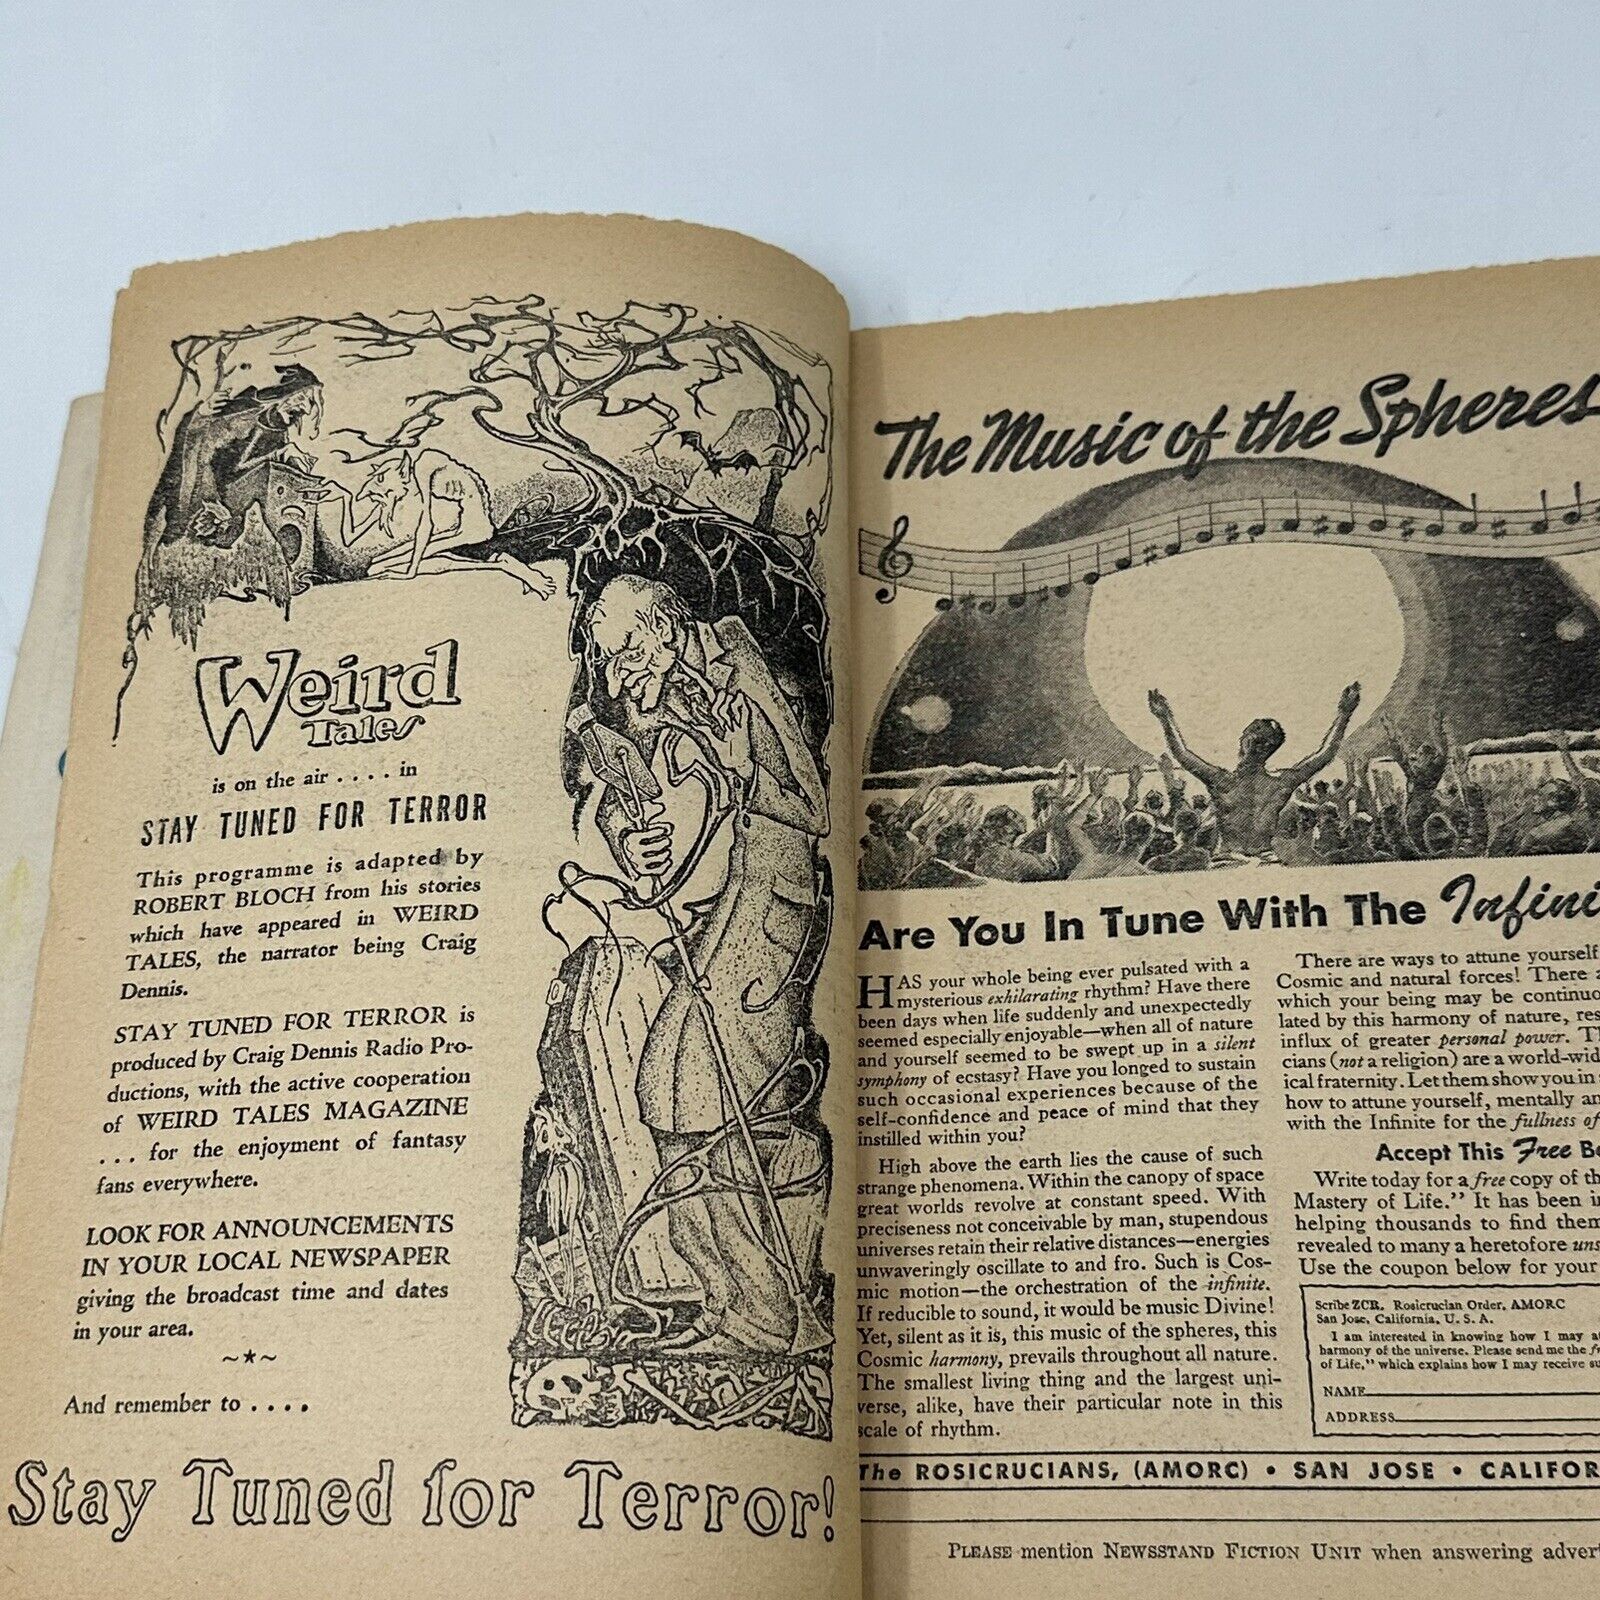 Weird
Tales
is on the air . . . . in
STAY TUNED FOR TERROR
This programme is adapted by
ROBERT BLOCH from his stories
which have appeared in WEIRD
TALES, the narrator being Craig
Dennis.
STAY TUNED FOR TERROR is
produced by Craig Dennis Radio Pro-
ductions, with the active cooperation
of WEIRD TALES MAGAZINE
. . . for the enjoyment of fantasy
fans everywhere.
LOOK FOR ANNOUNCEMENTS
IN YOUR LOCAL NEWSPAPER
giving the broadcast time and dates
in your area.
~★~
And remember to . . . .
Stay Tuned for Terror!
The Music of the Spheres
Are You In Tune With The Infini
HAS your whole being ever pulsated with a
mysterious exhilarating rhythm? Have there
been days when life suddenly and unexpectedly
seemed especially enjoyable—when all of nature
and yourself seemed to be swept up in a silent
symphony of ecstasy? Have you longed to sustain
such occasional experiences because of the
self-confidence and peace of mind that they
instilled within you?
High above the earth lies the cause of such
strange phenomena. Within the canopy of space
great worlds revolve at constant speed. With
preciseness not conceivable by man, stupendous
universes retain their relative distances—energies
unwaveringly oscillate to and fro. Such is Cos-
mic motion—the orchestration of the infinite.
If reducible to sound, it would be music Divine!
Yet, silent as it is, this music of the spheres, this
Cosmic harmony, prevails throughout all nature.
The smallest living thing and the largest uni-
verse, alike, have their particular note in this
scale of rhythm.
There are ways to attune yourself
Cosmic and natural forces! There a
which your being may be continuo
lated by this harmony of nature, res
influx of greater personal power. Th
cians (not a religion) are a world-wid
ical fraternity. Let them show you in s
how to attune yourself, mentally an
with the Infinite for the fullness of
Accept This Free Bo
Write today for a free copy of th
Mastery of Life." It has been in
helping thousands to find them
revealed to many a heretofore uns
Use the coupon below for your
Scribe ZCR, Rosicrucian Order, AMORC
San Jose, California, U. S. A.
I am interested in knowing how I may at
harmony of the universe. Please send me the fr
of Life," which explains how I may receive su
NAME
ADDRESS
The ROSICRUCIANS, (AMORC) • SAN JOSE • CALIFOR
PLEASE mention NEWSSTAND FICTION UNIT when answering advert